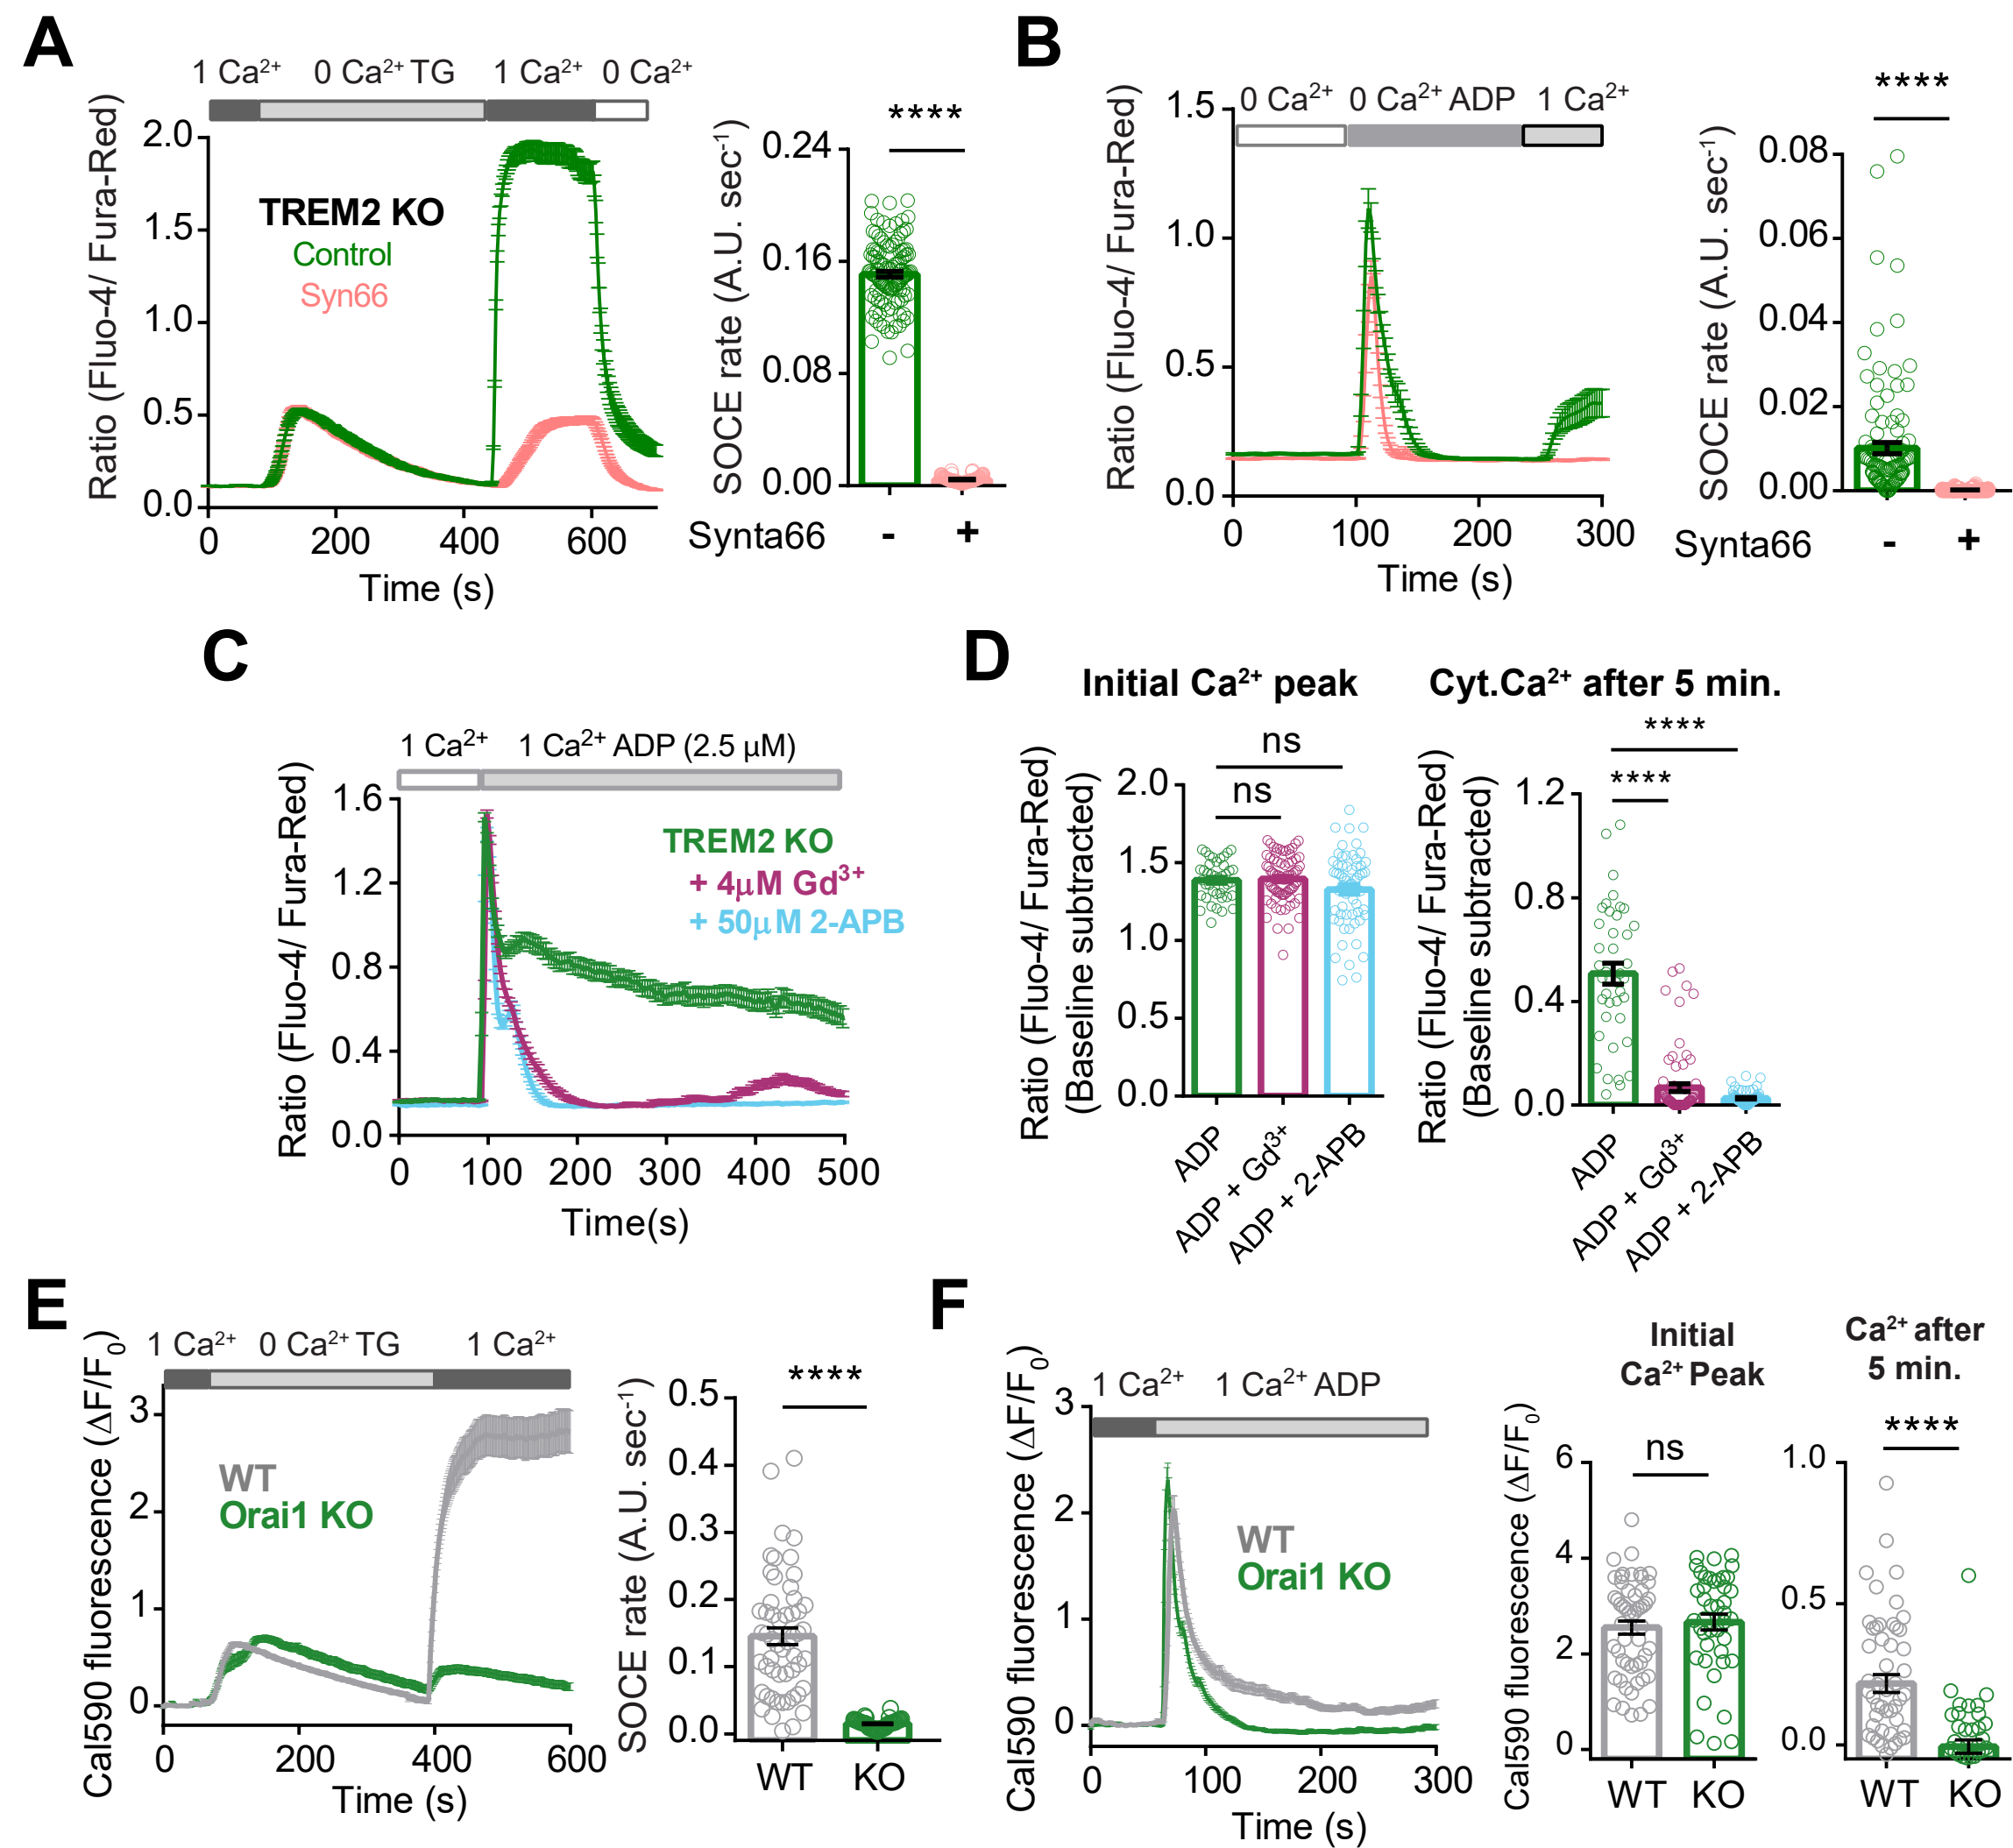 A
1 Ca²⁺ 0 Ca²⁺ TG 1 Ca²⁺ 0 Ca²⁺
Ratio (Fluo-4/ Fura-Red)
2.0
1.5
1.0
0.5
0.0
TREM2 KO
Control
Syn66
0 200 400 600
Time (s)
****
SOCE rate (A.U. sec⁻¹)
0.24
0.16
0.08
0.00
Synta66 - +
B
0 Ca²⁺ 0 Ca²⁺ ADP 1 Ca²⁺
Ratio (Fluo-4/ Fura-Red)
1.5
1.0
0.5
0.0
0 100 200 300
Time (s)
****
SOCE rate (A.U. sec⁻¹)
0.08
0.06
0.04
0.02
0.00
Synta66 - +
C
1 Ca²⁺ 1 Ca²⁺ ADP (2.5 μM)
Ratio (Fluo-4/ Fura-Red)
1.6
1.2
0.8
0.4
0.0
TREM2 KO
+ 4μM Gd³⁺
+ 50μM 2-APB
0 100 200 300 400 500
Time(s)
D
Initial Ca²⁺ peak
Ratio (Fluo-4/ Fura-Red)
(Baseline subtracted)
ns
ns
2.0
1.5
1.0
0.5
0.0
ADP
ADP + Gd³⁺
ADP + 2-APB
Cyt.Ca²⁺ after 5 min.
Ratio (Fluo-4/ Fura-Red)
(Baseline subtracted)
****
****
1.2
0.8
0.4
0.0
ADP
ADP + Gd³⁺
ADP + 2-APB
E
1 Ca²⁺ 0 Ca²⁺ TG 1 Ca²⁺
Cal590 fluorescence (ΔF/F₀)
3
2
1
0
WT
Orai1 KO
0 200 400 600
Time (s)
****
SOCE rate (A.U. sec⁻¹)
0.5
0.4
0.3
0.2
0.1
0.0
WT KO
F
1 Ca²⁺ 1 Ca²⁺ ADP
Cal590 fluorescence (ΔF/F₀)
3
2
1
0
WT
Orai1 KO
0 100 200 300
Time (s)
Initial
Ca²⁺ Peak
Cal590 fluorescence (ΔF/F₀)
ns
6
4
2
0
WT KO
Ca²⁺ after
5 min.
****
1.0
0.5
0.0
WT KO